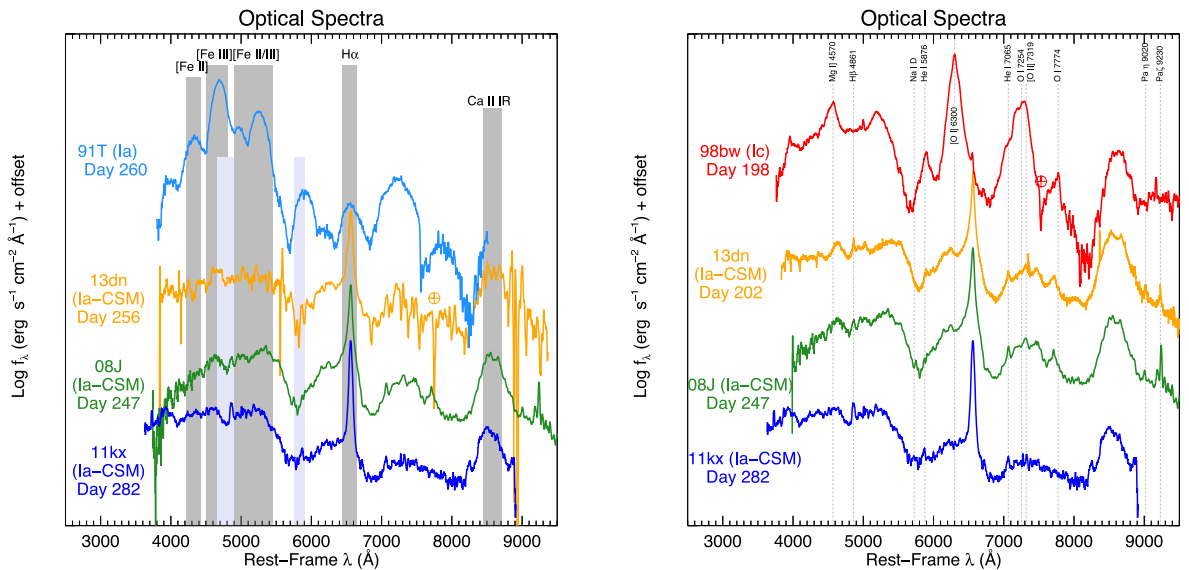 Optical Spectra
[Fe III][Fe II/III]
Hα
[Fe II]
Ca II IR
91T (Ia)
Day 260
13dn
(Ia−CSM)
Day 256
⊕
08J
(Ia−CSM)
Day 247
11kx
(Ia−CSM)
Day 282
Log fλ (erg s⁻¹ cm⁻² Å⁻¹) + offset
3000 4000 5000 6000 7000 8000 9000
Rest−Frame λ (Å)
Optical Spectra
Mg I] 4570
Hβ 4861
Na I D
He I 5876
[O I] 6300
He I 7065
O I 7254
[O II] 7319
O I 7774
Pa η 9020
Paζ 9230
98bw (Ic)
Day 198
⊕
13dn
(Ia−CSM)
Day 202
08J (Ia−CSM)
Day 247
11kx (Ia−CSM)
Day 282
Log fλ (erg s⁻¹ cm⁻² Å⁻¹) + offset
3000 4000 5000 6000 7000 8000 9000
Rest−Frame λ (Å)